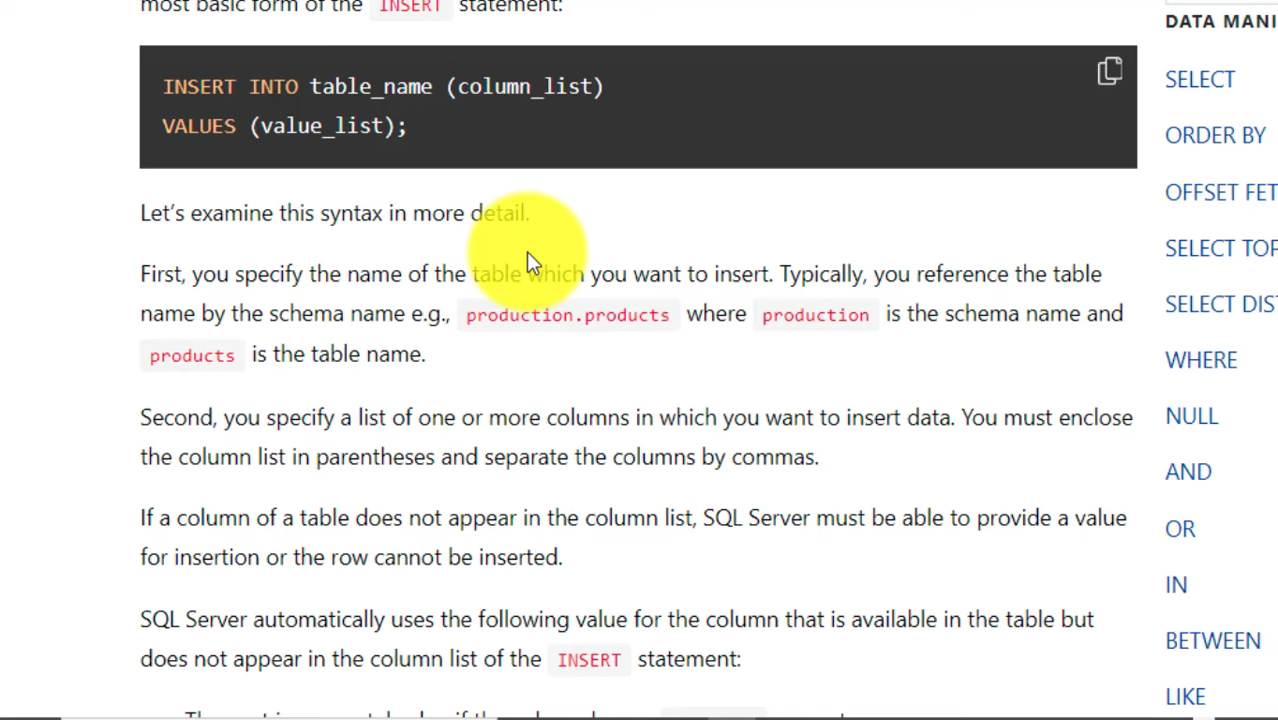 most basic form of the INSERT statement:
INSERT INTO table_name (column_list)
VALUES (value_list);
Let's examine this syntax in more detail.
First, you specify the name of the table which you want to insert. Typically, you reference the table
name by the schema name e.g., production.products where production is the schema name and
products is the table name.
Second, you specify a list of one or more columns in which you want to insert data. You must enclose
the column list in parentheses and separate the columns by commas.
If a column of a table does not appear in the column list, SQL Server must be able to provide a value
for insertion or the row cannot be inserted.
SQL Server automatically uses the following value for the column that is available in the table but
does not appear in the column list of the INSERT statement:
DATA MANI
SELECT
ORDER BY
OFFSET FET
SELECT TOP
SELECT DIS
WHERE
NULL
AND
OR
IN
BETWEEN
LIKE